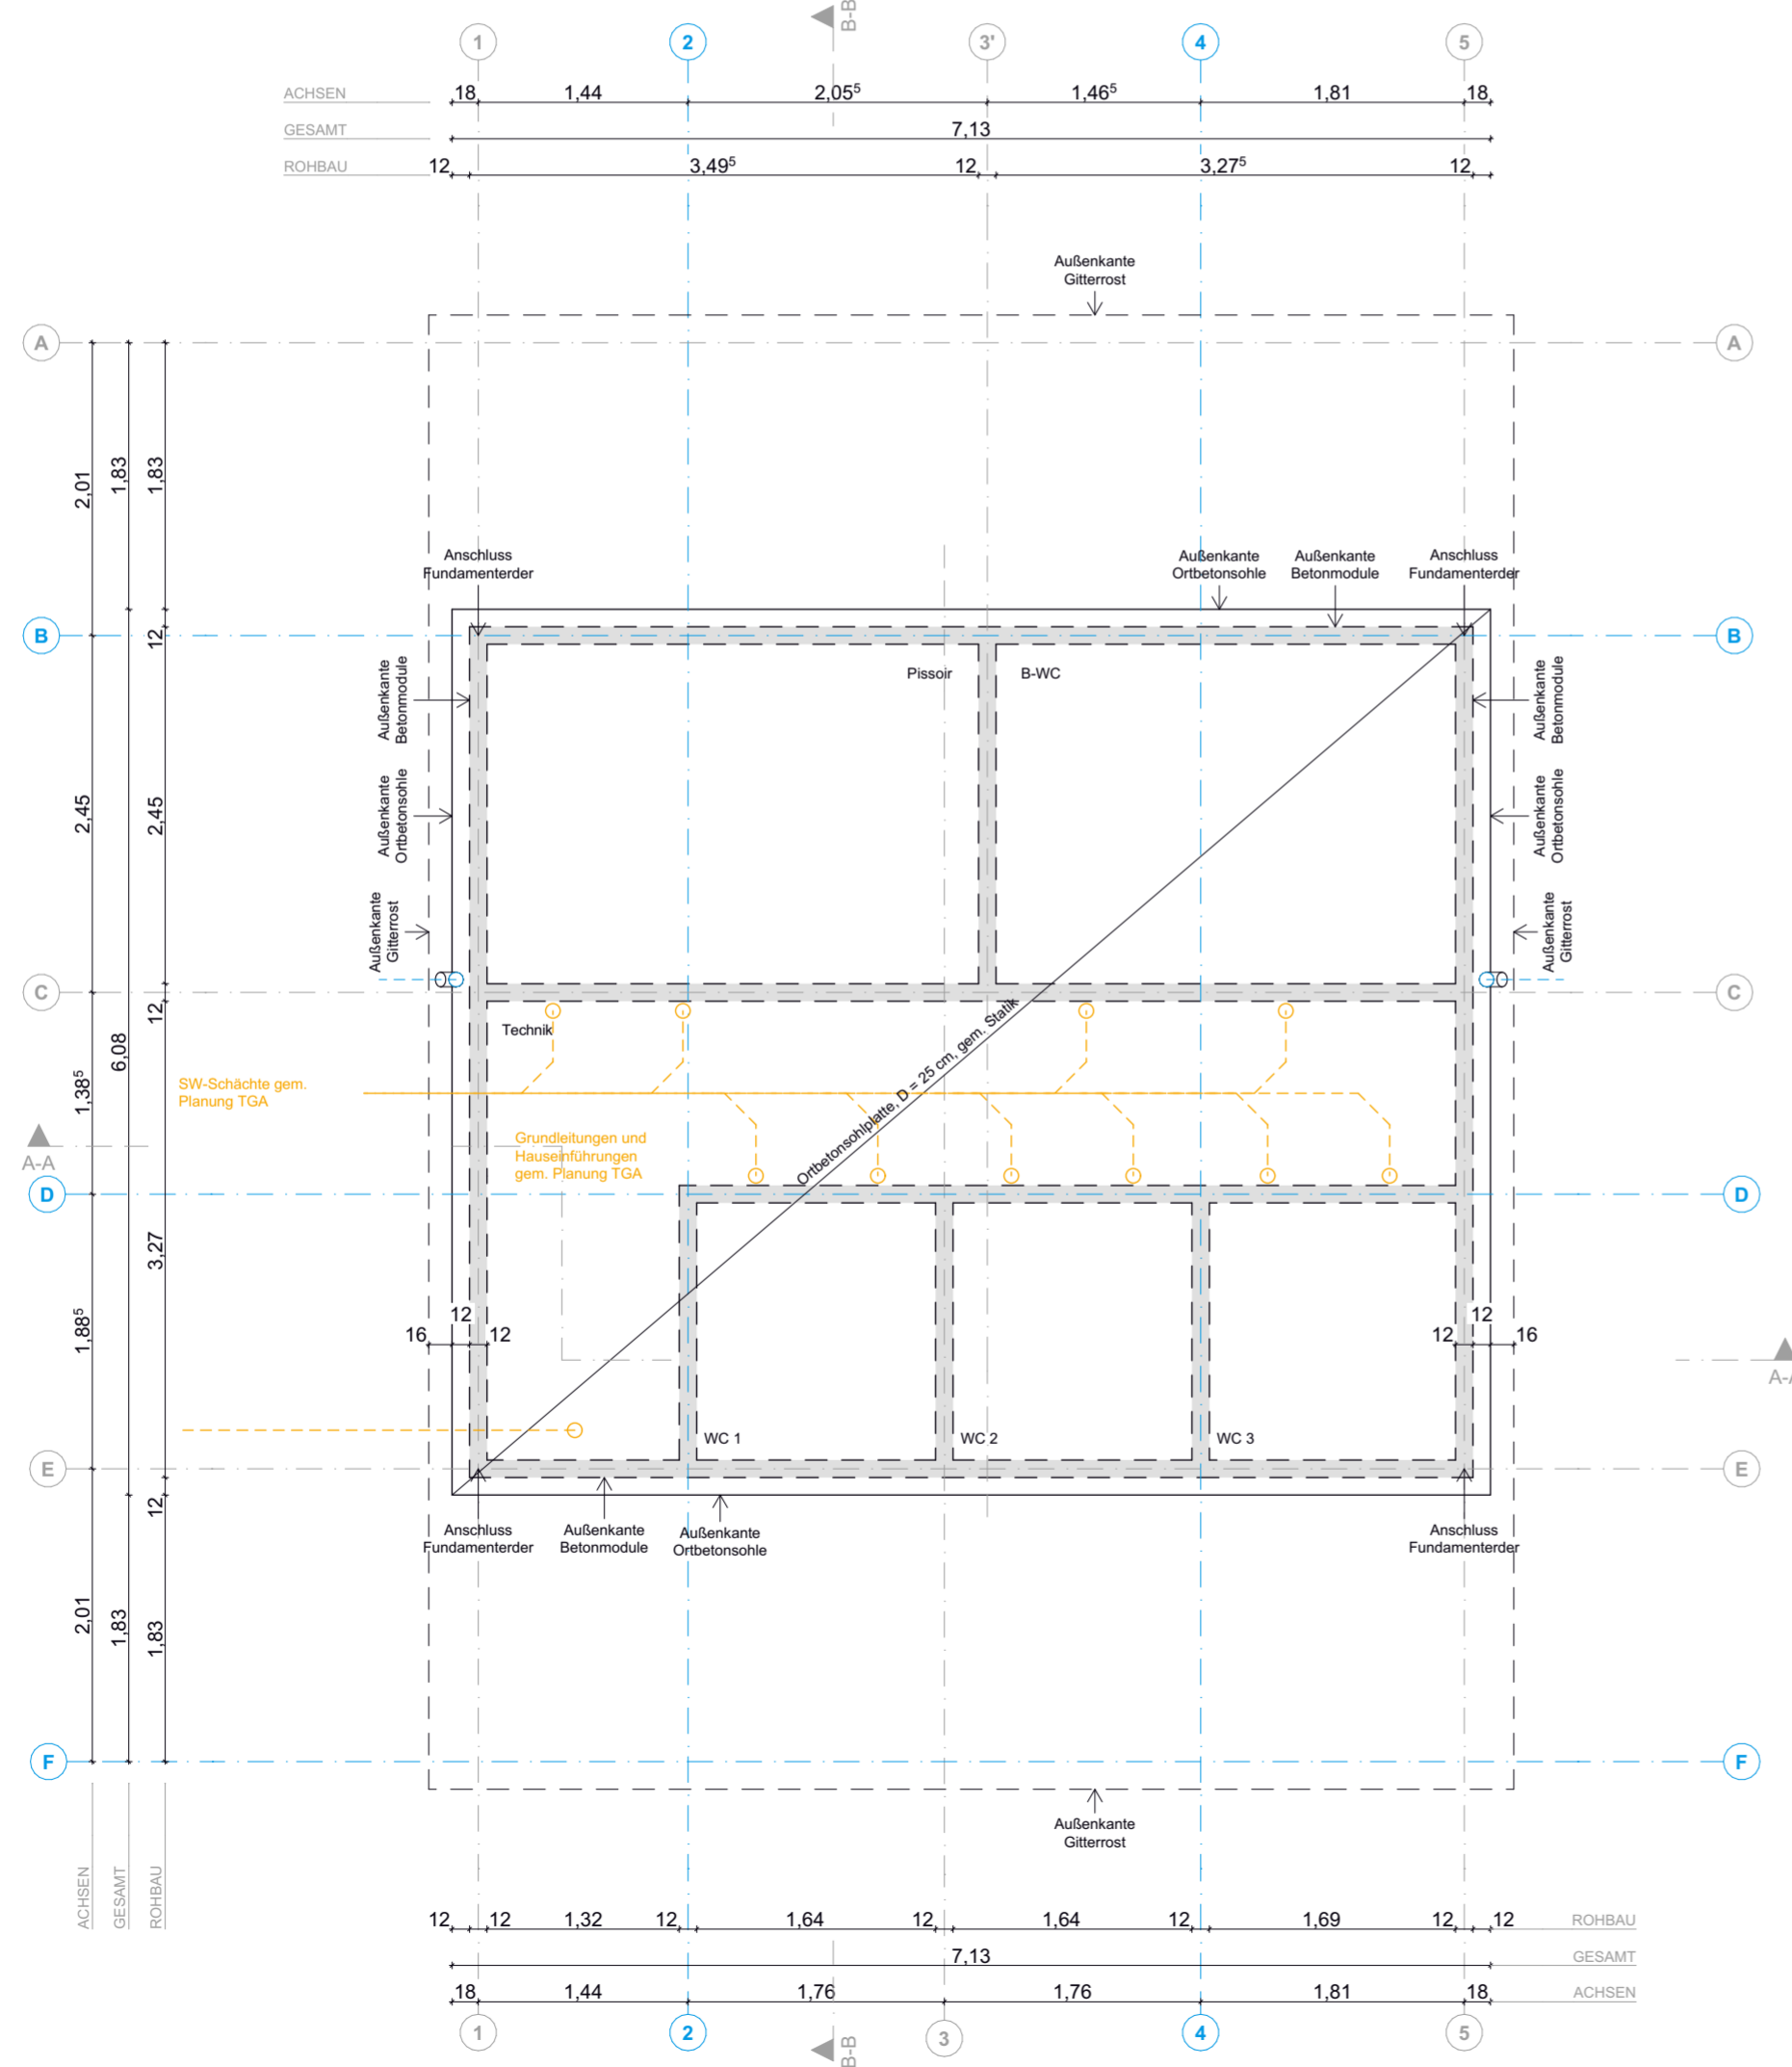 B-B
1 2 3' 4 5
ACHSEN 18 1,44 2,05⁵ 1,46⁵ 1,81 18
GESAMT 7,13
ROHBAU 12 3,49⁵ 12 3,27⁵ 12
Außenkante
Gitterrost
A A
2,01 1,83 1,83
Anschluss
Fundamenterder
Außenkante
Ortbetonsohle
Außenkante
Betonmodule
Anschluss
Fundamenterder
B B
12
Pissoir B-WC
Außenkante
Betonmodule
Außenkante
Betonmodule
2,45 2,45
Außenkante
Ortbetonsohle
Außenkante
Ortbetonsohle
Außenkante
Gitterrost
Außenkante
Gitterrost
C C
12
Technik
6,08
1,38⁵
SW-Schächte gem.
Planung TGA
Ortbetonsohlplatte, D = 25 cm, gem. Statik
Grundleitungen und
Hauseinführungen
gem. Planung TGA
A-A
D D
3,27
1,88⁵
16 12 12
12 12 16
A-A
WC 1 WC 2 WC 3
E E
12
Anschluss
Fundamenterder
Außenkante
Betonmodule
Außenkante
Ortbetonsohle
Anschluss
Fundamenterder
2,01 1,83 1,83
F F
Außenkante
Gitterrost
ACHSEN
GESAMT
ROHBAU
12 12 1,32 12 1,64 12 1,64 12 1,69 12 12 ROHBAU
7,13 GESAMT
18 1,44 1,76 1,76 1,81 18 ACHSEN
1 2 3 4 5
B-B